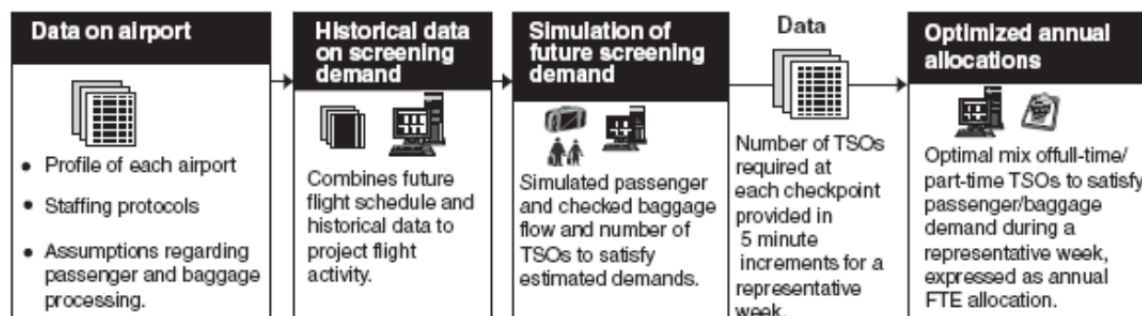 Data on airport
Profile of each airport
Staffing protocols
Assumptions regarding
passenger and baggage
processing.
Historical data
on screening
demand
Combines future
flight schedule and
historical data to
project flight
activity.
Simulation of
future screening
demand
Simulated passenger
and checked baggage
flow and number of
TSOs to satisfy
estimated demands.
Data
Number of TSOs
required at
each checkpoint
provided in
5 minute
increments for a
representative
week.
Optimized annual
allocations
Optimal mix offull-time/
part-time TSOs to satisfy
passenger/baggage
demand during a
representative week,
expressed as annual
FTE allocation.